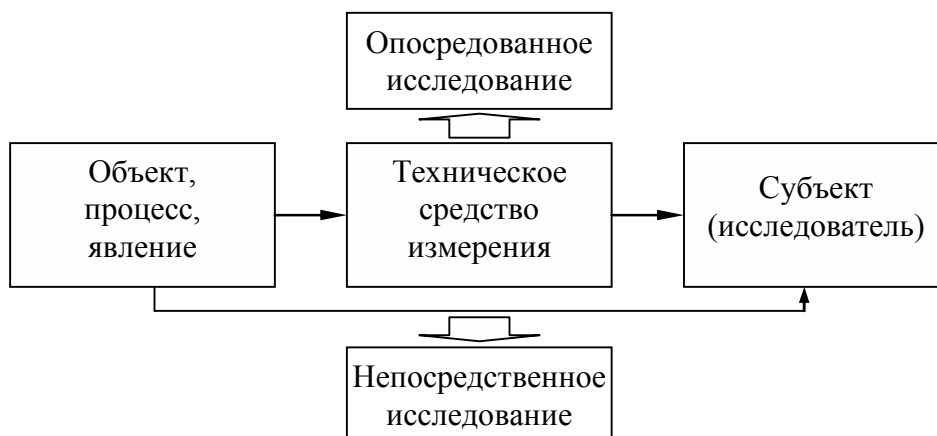 Опосредованное
исследование
Объект,
процесс,
явление
Техническое
средство
измерения
Субъект
(исследователь)
Непосредственное
исследование